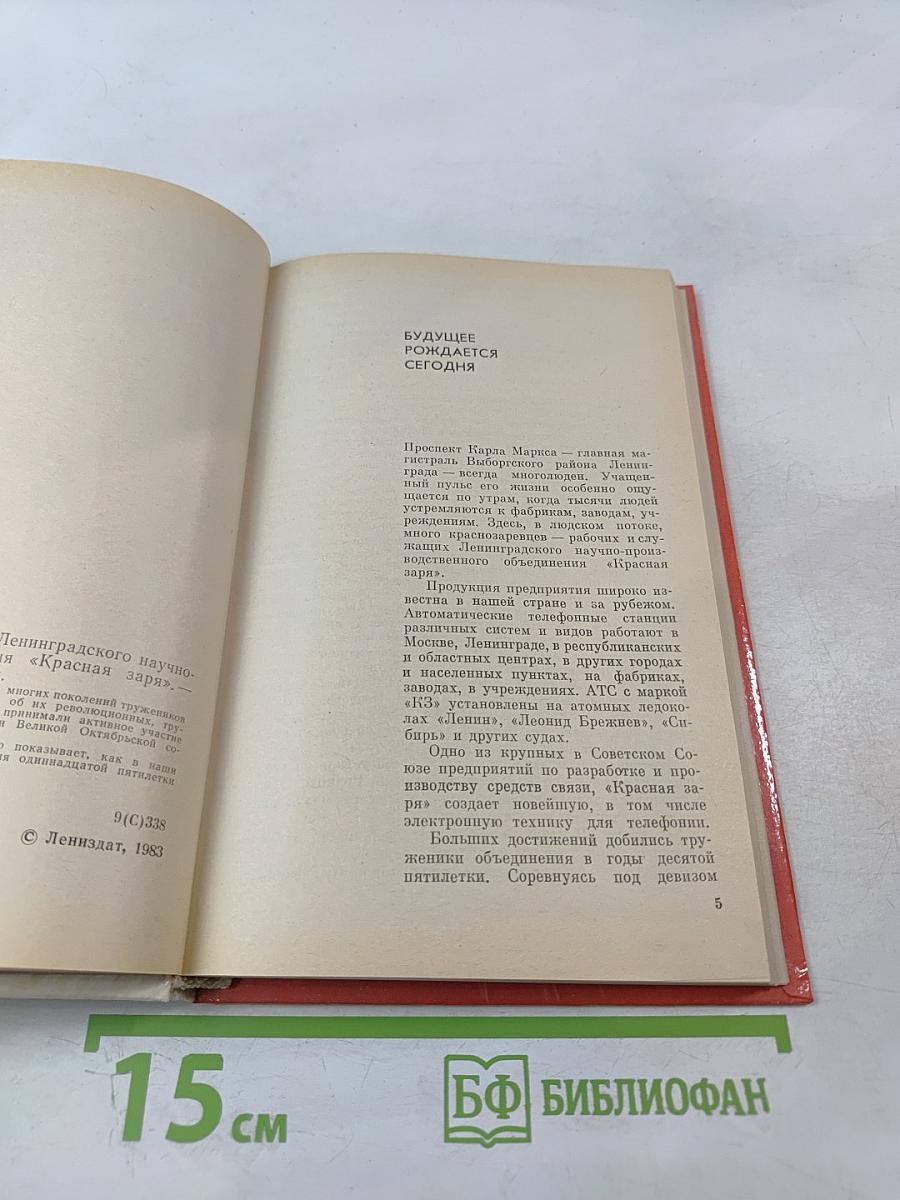 Ленинградского научно-
ия «Красная заря».—
многих поколений тружеников
об их революционных, тру-
принимали активное участие
и Великой Октябрьской со-
о показывает, как в наши
ия одиннадцатой пятилетки
9(С)338
© Лениздат, 1983
БУДУЩЕЕ
РОЖДАЕТСЯ
СЕГОДНЯ
Проспект Карла Маркса — главная ма-
гистраль Выборгского района Ленин-
града — всегда многолюден. Учащен-
ный пульс его жизни особенно ощу-
щается по утрам, когда тысячи людей
устремляются к фабрикам, заводам, уч-
реждениям. Здесь, в людском потоке,
много краснозаревцев — рабочих и слу-
жащих Ленинградского научно-произ-
водственного объединения «Красная
заря».
Продукция предприятия широко из-
вестна в нашей стране и за рубежом.
Автоматические телефонные станции
различных систем и видов работают в
Москве, Ленинграде, в республиканских
и областных центрах, в других городах
и населенных пунктах, на фабриках,
заводах, в учреждениях. АТС с маркой
«КЗ» установлены на атомных ледоко-
лах «Ленин», «Леонид Брежнев», «Си-
бирь» и других судах.
Одно из крупных в Советском Со-
юзе предприятий по разработке и про-
изводству средств связи, «Красная за-
ря» создает новейшую, в том числе
электронную технику для телефонии.
Больших достижений добились тру-
женики объединения в годы десятой
пятилетки. Соревнуясь под девизом
5
15 см
БФ БИБЛИОФАН